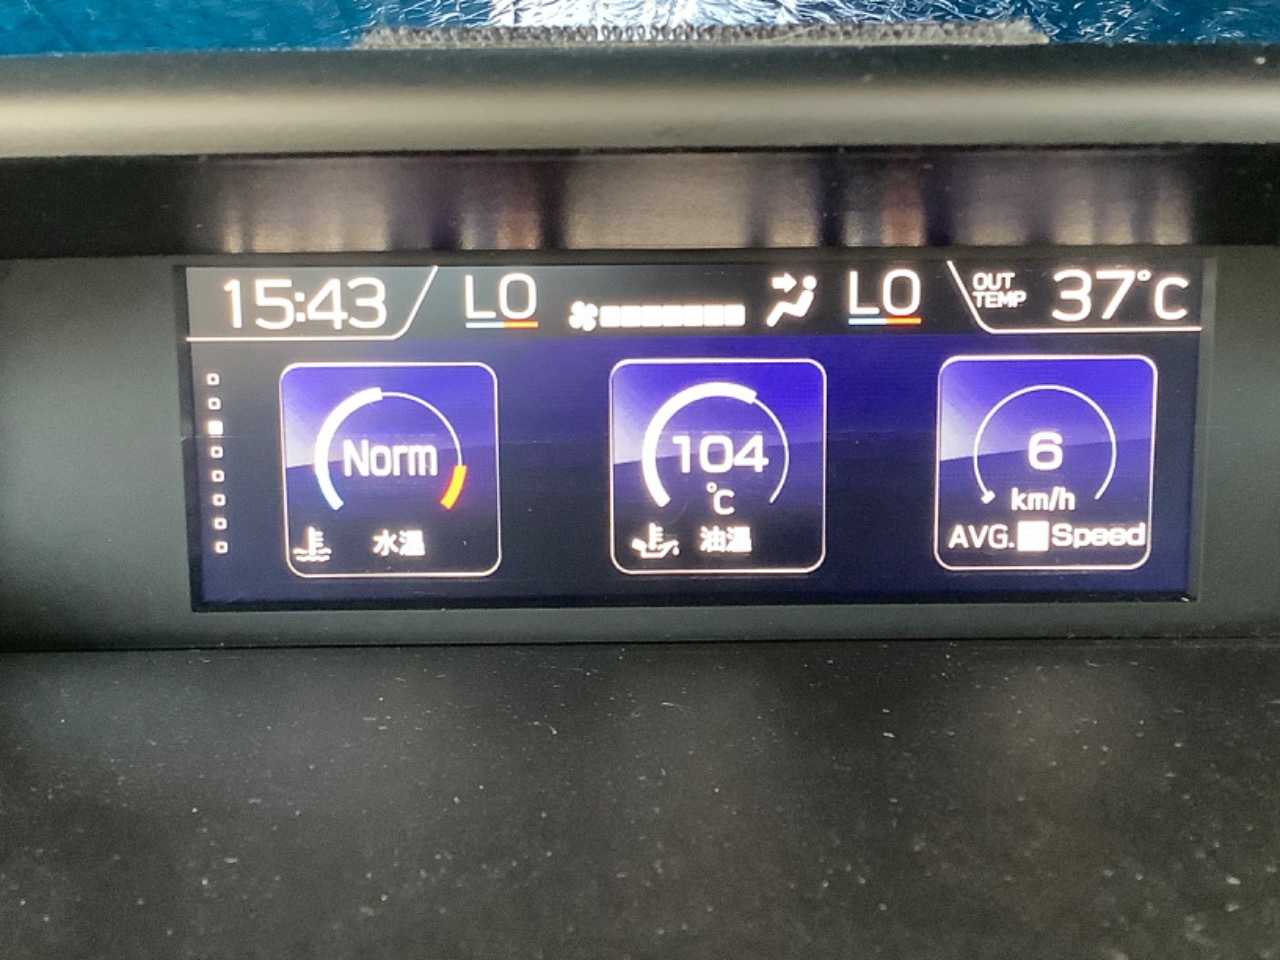 15:43
LO
LO
OUT
TEMP
37°C
Norm
水温
104
°C
油温
6
km/h
AVG. Speed